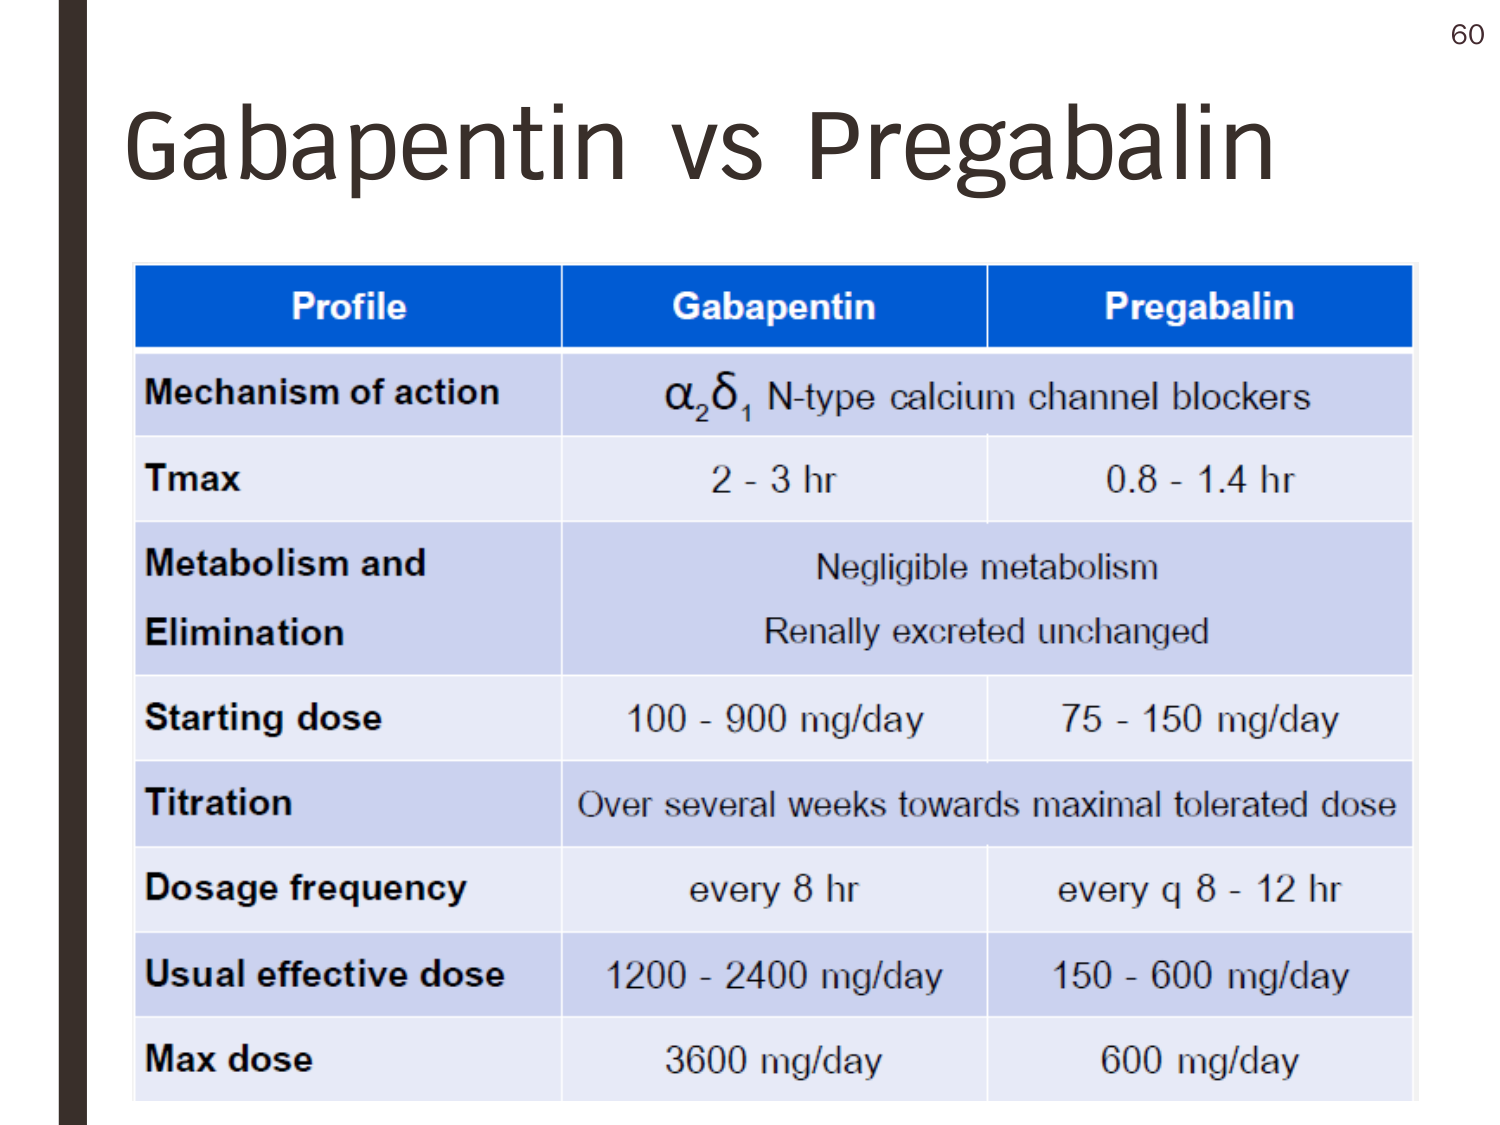 60
Gabapentin vs Pregabalin
Profile Gabapentin Pregabalin
Mechanism of action α₂δ₁ N-type calcium channel blockers
Tmax 2 - 3 hr 0.8 - 1.4 hr
Metabolism and Negligible metabolism
Elimination Renally excreted unchanged
Starting dose 100 - 900 mg/day 75 - 150 mg/day
Titration Over several weeks towards maximal tolerated dose
Dosage frequency every 8 hr every q 8 - 12 hr
Usual effective dose 1200 - 2400 mg/day 150 - 600 mg/day
Max dose 3600 mg/day 600 mg/day